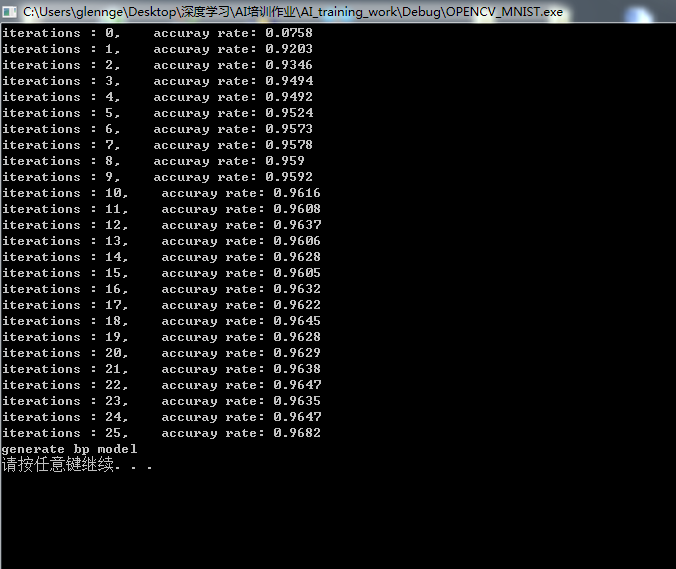 C:\Users\glennge\Desktop\深度学习\AI培训作业\AI_training_work\Debug\OPENCV_MNIST.exe
iterations : 0,    accuray rate: 0.0758
iterations : 1,    accuray rate: 0.9203
iterations : 2,    accuray rate: 0.9346
iterations : 3,    accuray rate: 0.9494
iterations : 4,    accuray rate: 0.9492
iterations : 5,    accuray rate: 0.9524
iterations : 6,    accuray rate: 0.9573
iterations : 7,    accuray rate: 0.9578
iterations : 8,    accuray rate: 0.959
iterations : 9,    accuray rate: 0.9592
iterations : 10,    accuray rate: 0.9616
iterations : 11,    accuray rate: 0.9608
iterations : 12,    accuray rate: 0.9637
iterations : 13,    accuray rate: 0.9606
iterations : 14,    accuray rate: 0.9628
iterations : 15,    accuray rate: 0.9605
iterations : 16,    accuray rate: 0.9632
iterations : 17,    accuray rate: 0.9622
iterations : 18,    accuray rate: 0.9645
iterations : 19,    accuray rate: 0.9628
iterations : 20,    accuray rate: 0.9629
iterations : 21,    accuray rate: 0.9638
iterations : 22,    accuray rate: 0.9647
iterations : 23,    accuray rate: 0.9635
iterations : 24,    accuray rate: 0.9647
iterations : 25,    accuray rate: 0.9682
generate bp model
请按任意键继续. . .